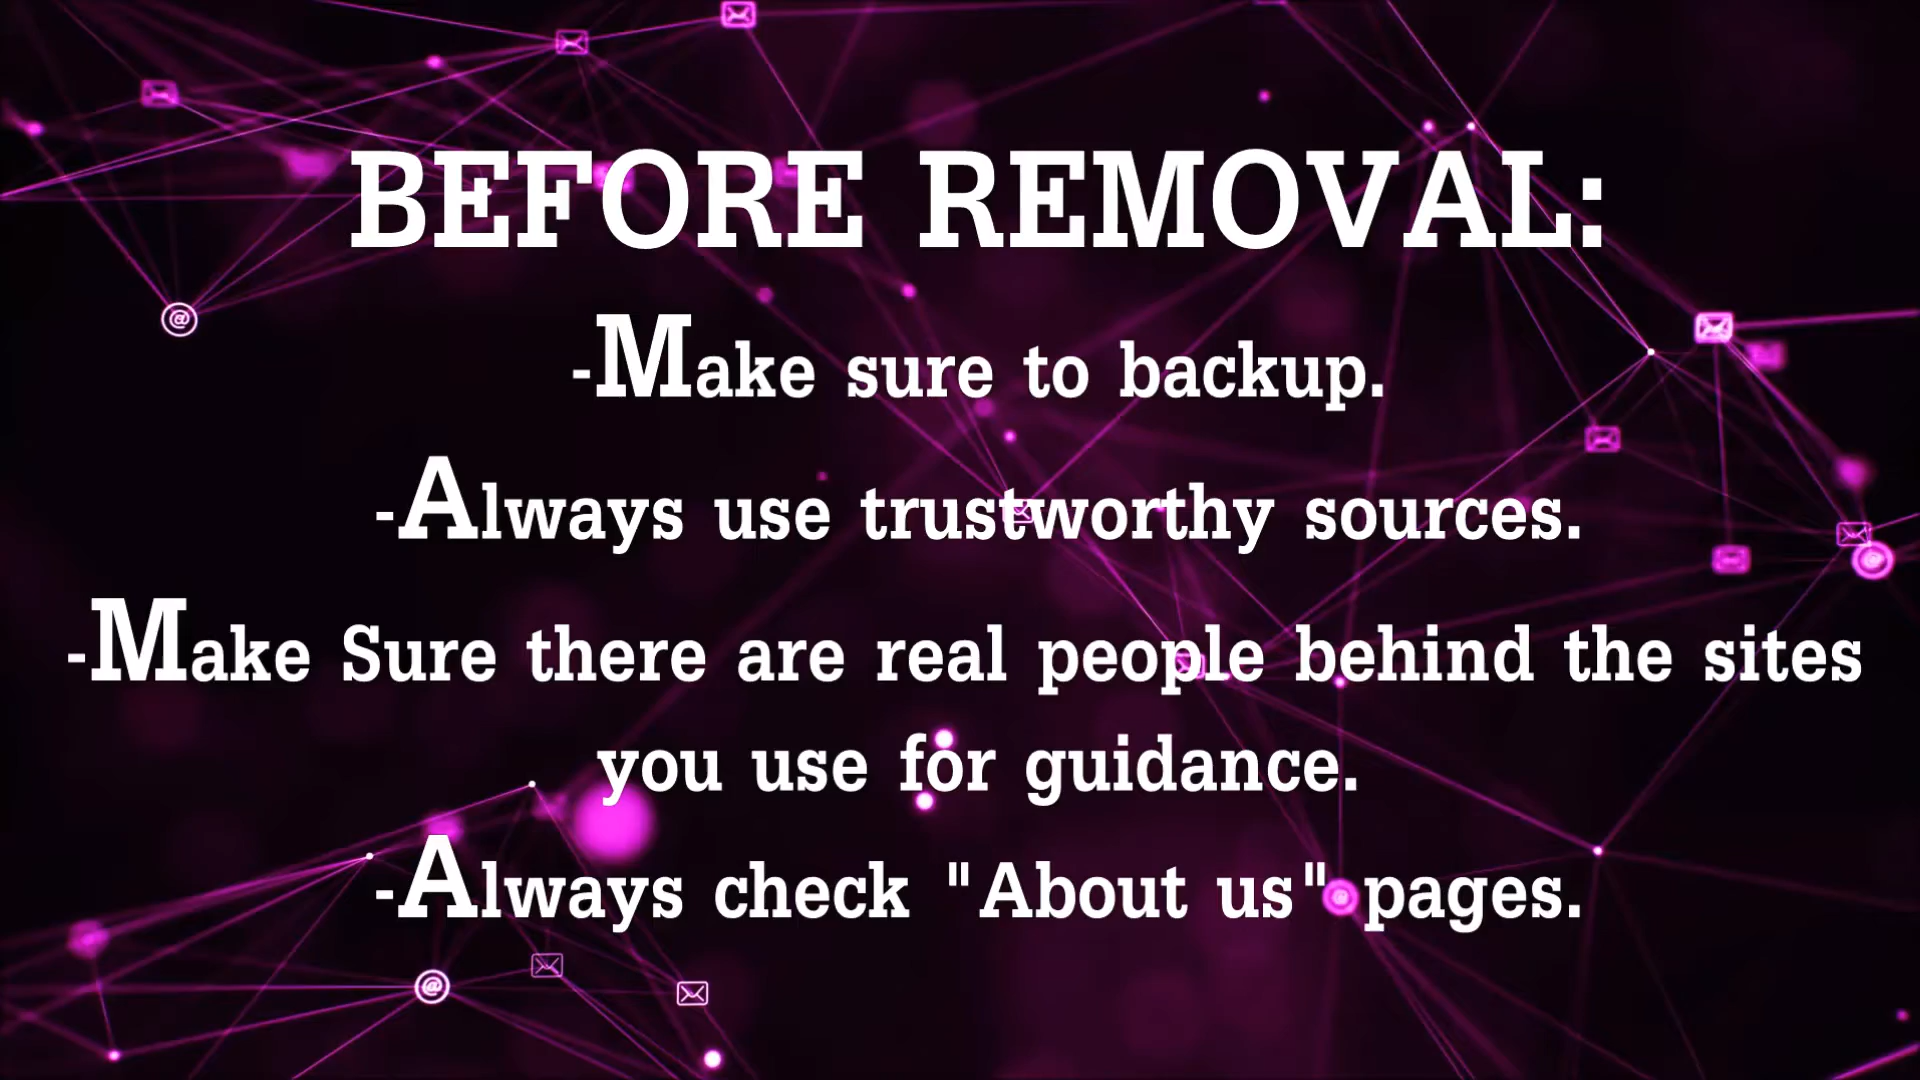 BEFORE REMOVAL:
-Make sure to backup.
-Always use trustworthy sources.
-Make Sure there are real people behind the sites
you use for guidance.
-Always check "About us" pages.